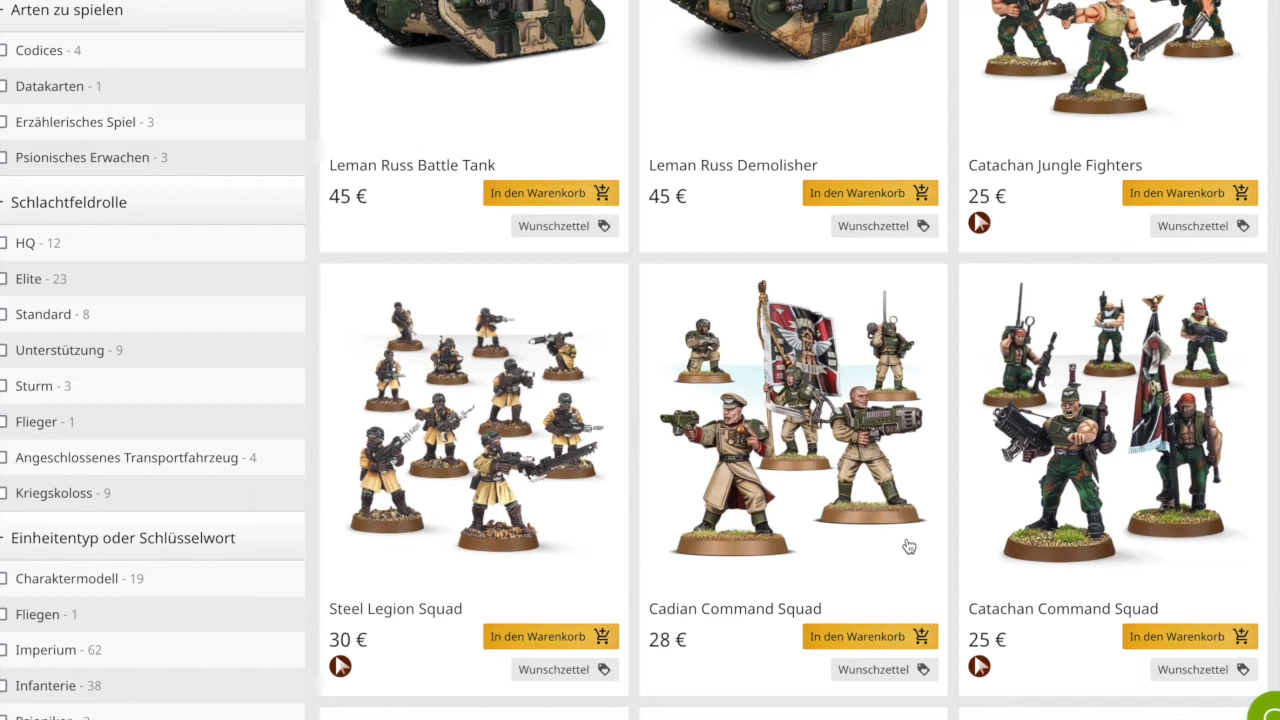 Arten zu spielen
Codices - 4
Datakarten - 1
Erzählerisches Spiel - 3
Psionisches Erwachen - 3
Schlachtfeldrolle
HQ - 12
Elite - 23
Standard - 8
Unterstützung - 9
Sturm - 3
Flieger - 1
Angeschlossenes Transportfahrzeug - 4
Kriegskoloss - 9
Einheitentyp oder Schlüsselwort
Charaktermodell - 19
Fliegen - 1
Imperium - 62
Infanterie - 38
Leman Russ Battle Tank
45 €
In den Warenkorb
Wunschzettel
Leman Russ Demolisher
45 €
In den Warenkorb
Wunschzettel
Catachan Jungle Fighters
25 €
In den Warenkorb
Wunschzettel
Steel Legion Squad
30 €
In den Warenkorb
Wunschzettel
Cadian Command Squad
28 €
In den Warenkorb
Wunschzettel
Catachan Command Squad
25 €
In den Warenkorb
Wunschzettel